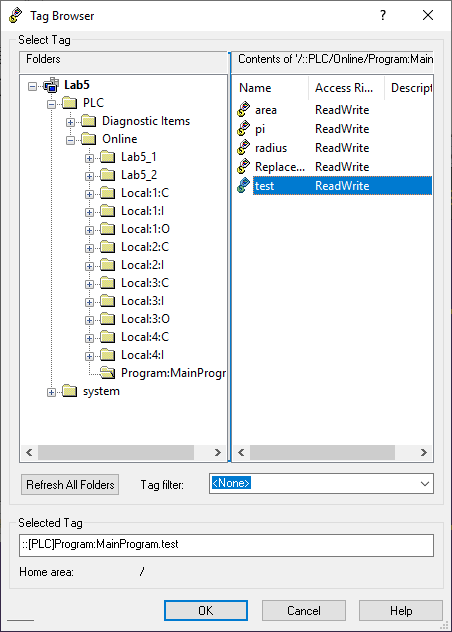 Tag Browser
Select Tag
Folders
Lab5
PLC
Diagnostic Items
Online
Lab5_1
Lab5_2
Local:1:C
Local:1:I
Local:1:O
Local:2:C
Local:2:I
Local:3:C
Local:3:I
Local:3:O
Local:4:C
Local:4:I
Program:MainProgr
system
Contents of '/::PLC/Online/Program:Main
Name Access Ri... Descript
area ReadWrite
pi ReadWrite
radius ReadWrite
Replace... ReadWrite
test ReadWrite
Refresh All Folders Tag filter: <None>
Selected Tag
::[PLC]Program:MainProgram.test
Home area: /
OK Cancel Help